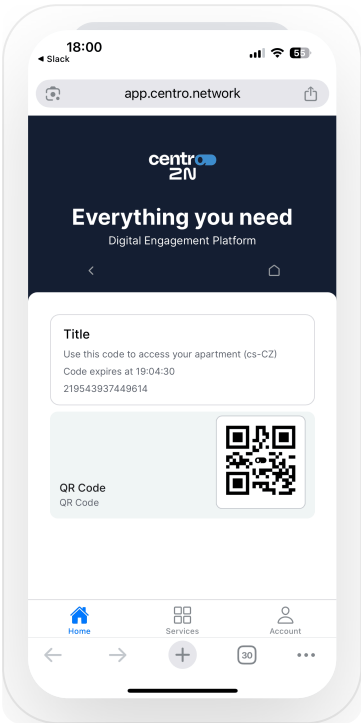 18:00
◀ Slack
55
app.centro.network
centro
2N
Everything you need
Digital Engagement Platform
Title
Use this code to access your apartment (cs-CZ)
Code expires at 19:04:30
219543937449614
QR Code
QR Code
Home
Services
Account
30